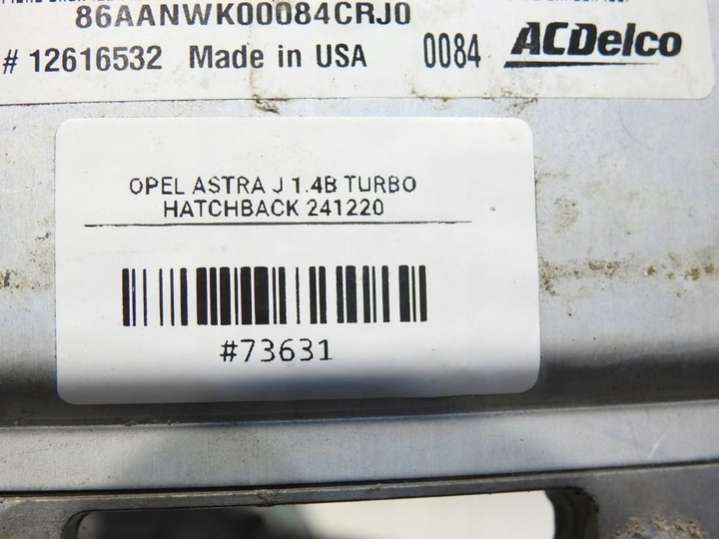 86AANWK00084CRJ0
# 12616532 Made in USA 0084 ACDelco
OPEL ASTRA J 1.4B TURBO
HATCHBACK 241220
#73631